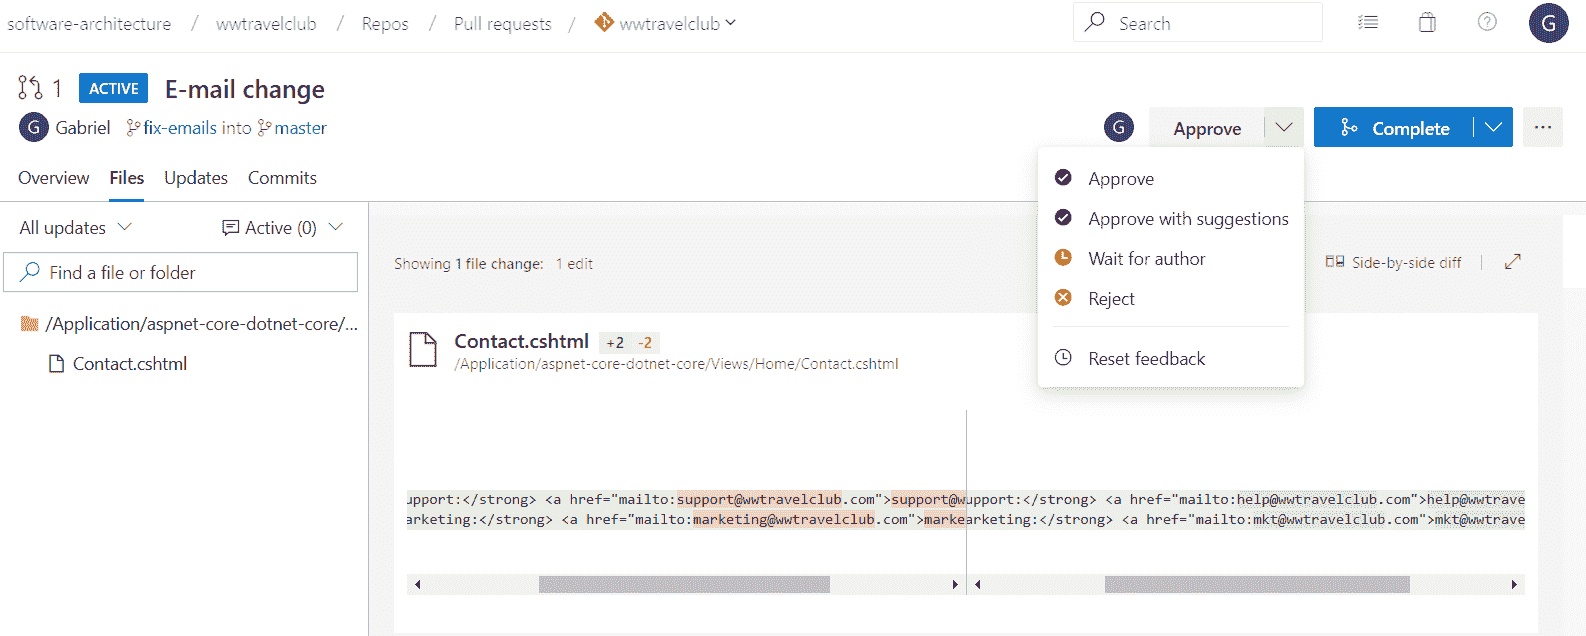 software-architecture / wwtravelclub / Repos / Pull requests / wwtravelclub
Search
G
1 ACTIVE E-mail change
G Gabriel fix-emails into master
G Approve Complete ...
Overview Files Updates Commits
Approve
Approve with suggestions
Wait for author
Reject
Reset feedback
All updates Active (0)
Find a file or folder
/Application/aspnet-core-dotnet-core/...
Contact.cshtml
Showing 1 file change: 1 edit
Side-by-side diff
Contact.cshtml +2 -2
/Application/aspnet-core-dotnet-core/Views/Home/Contact.cshtml
upport:</strong> <a href="mailto:support@wwtravelclub.com">support@w
arketing:</strong> <a href="mailto:marketing@wwtravelclub.com">marke
upport:</strong> <a href="mailto:help@wwtravelclub.com">help@wwtrave
arketing:</strong> <a href="mailto:mkt@wwtravelclub.com">mkt@wwtrave